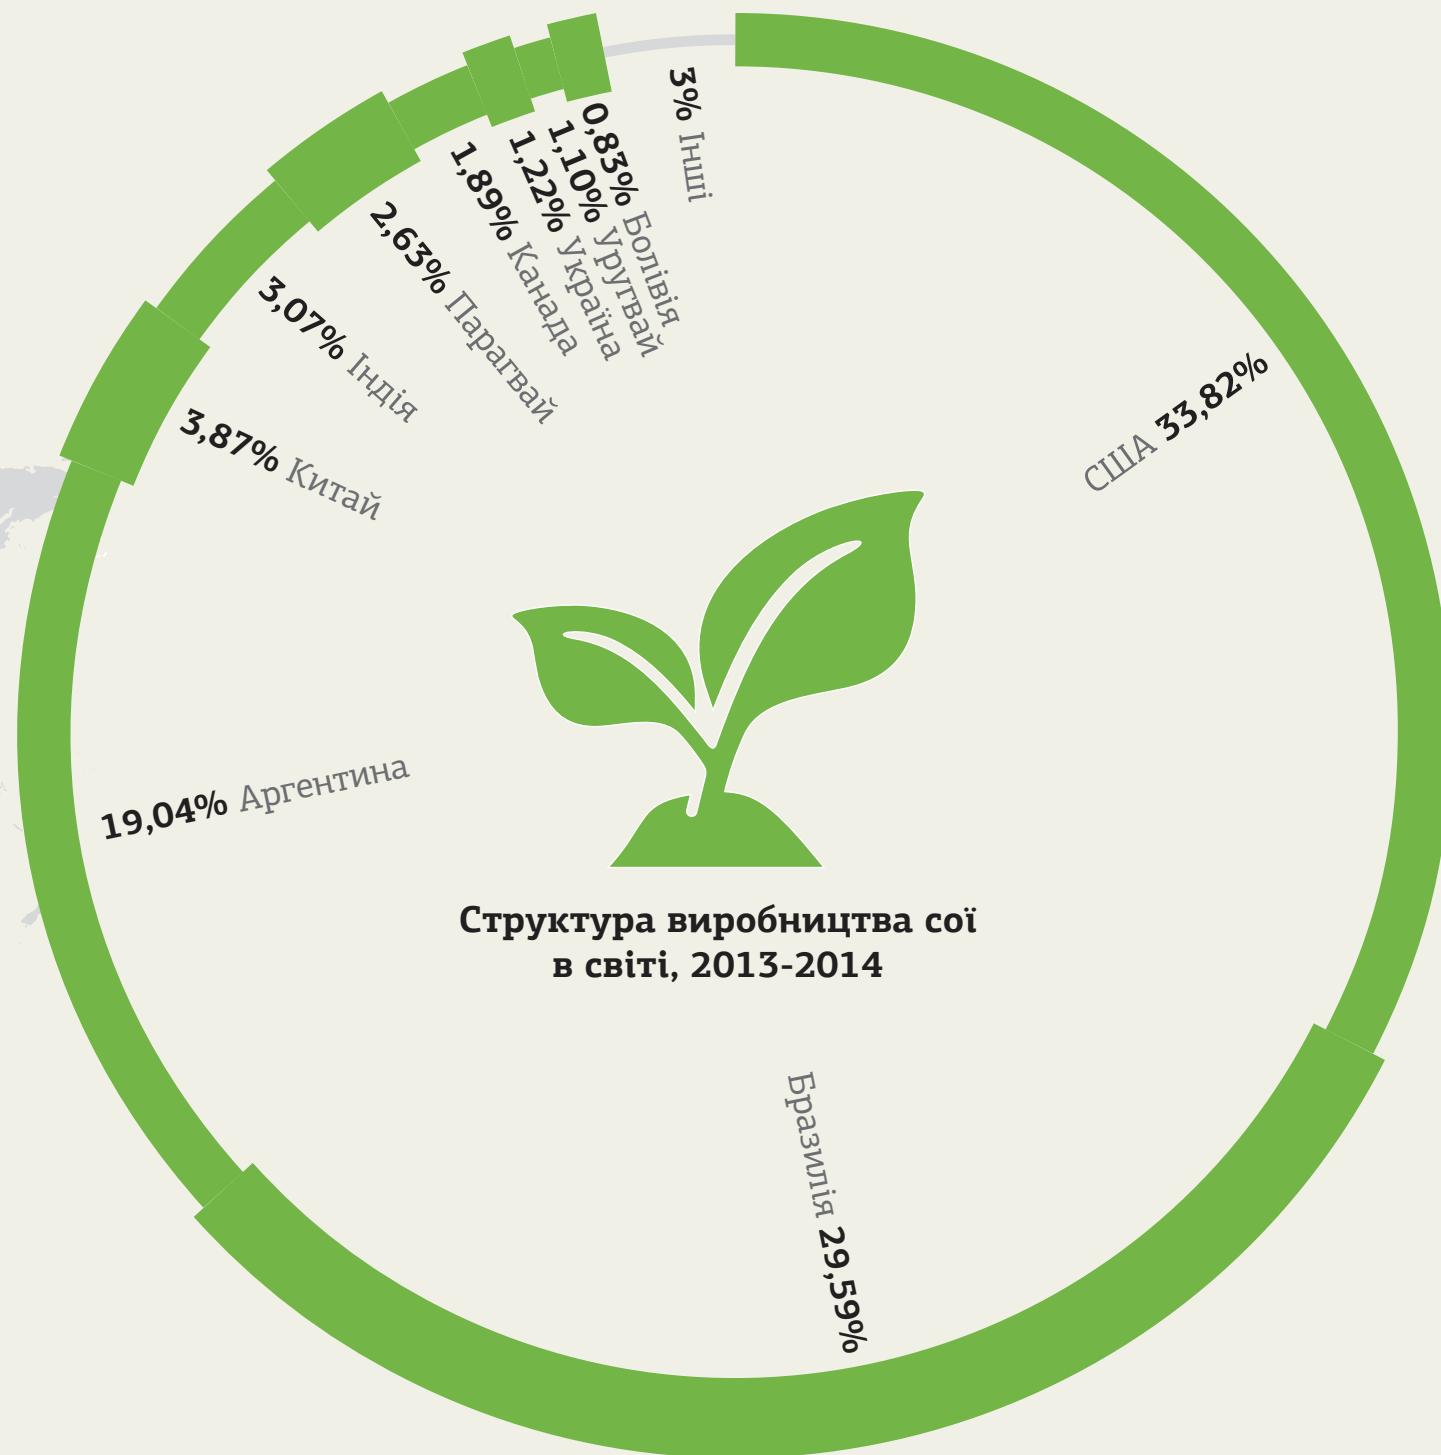 США 33,82%
Бразилія 29,59%
19,04% Аргентина
3,87% Китай
3,07% Індія
2,63% Парагвай
1,89% Канада
1,22% Україна
1,10% Уругвай
0,83% Болівія
3% Інші
Структура виробництва сої
в світі, 2013-2014